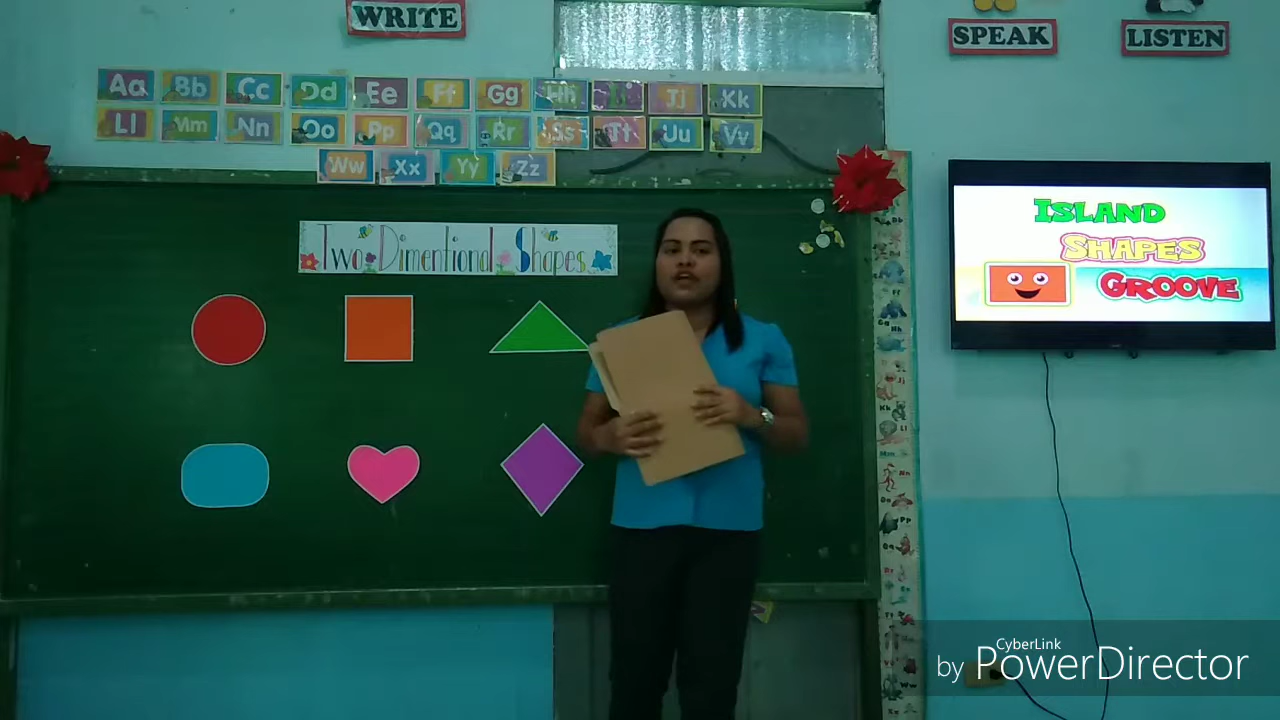 WRITE
SPEAK
LISTEN
Aa Bb Cc Dd Ee Ft Gg Hh Ii Jj Kk
Ll Mm Nn Oo Pp Qq Rr Ss Tt Uu Vv
Ww Xx Yy Zz
Two Dimentional Shapes
ISLAND
SHAPES
GROOVE
CyberLink
by PowerDirector